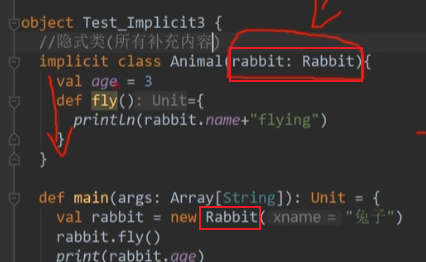 object Test_Implicit3 {
//隐式类(所有补充内容)
implicit class Animal(rabbit: Rabbit){
val age = 3
def fly():Unit={
println(rabbit.name+"flying")
}
}
def main(args: Array[String]): Unit = {
val rabbit = new Rabbit( xname = "兔子")
rabbit.fly()
print(rabbit.age)